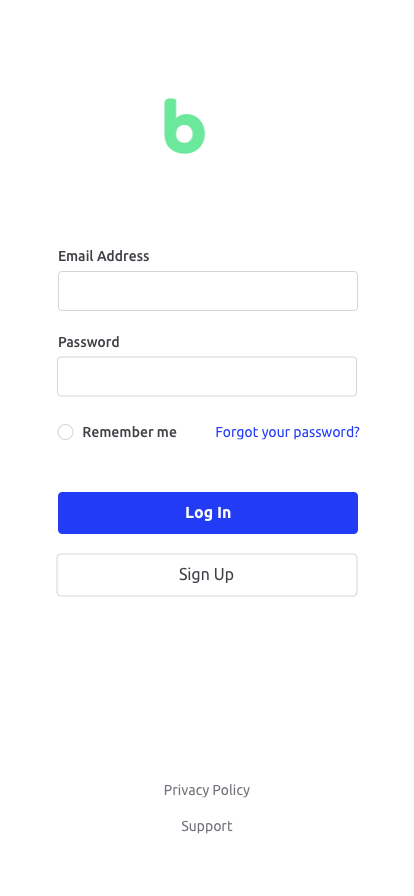 b
Email Address
Password
Remember me Forgot your password?
Log In
Sign Up
Privacy Policy
Support